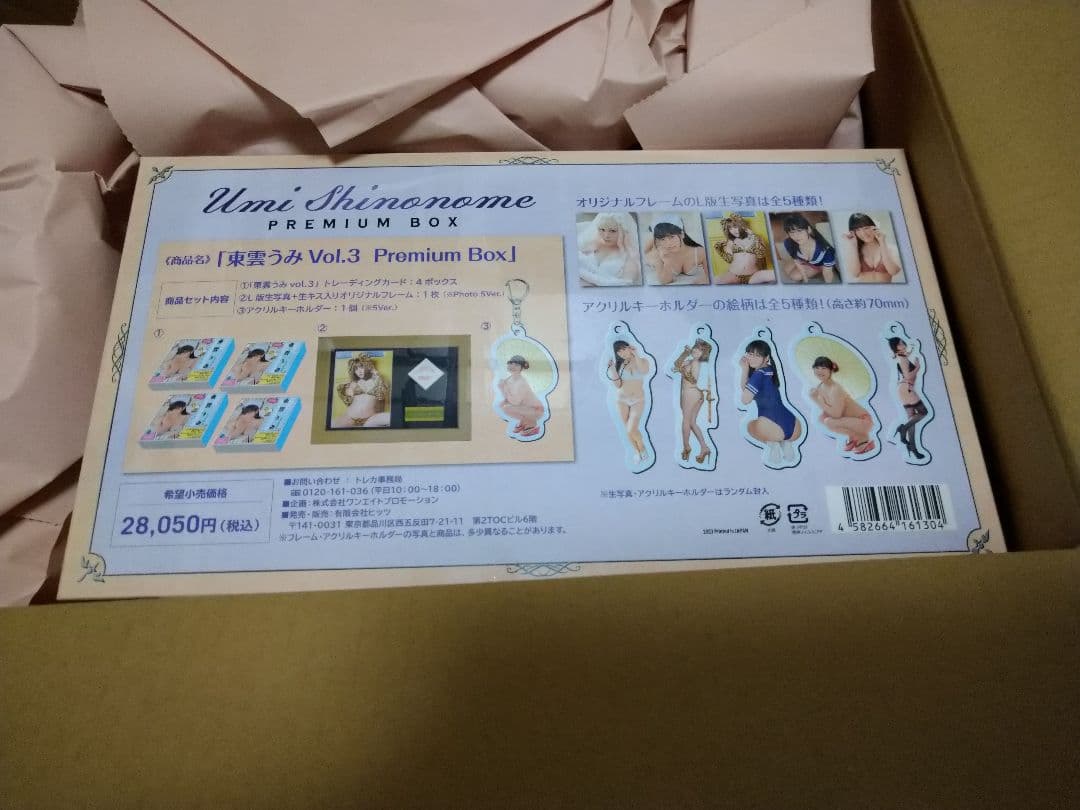 Umi Shinonome
PREMIUM BOX
《商品名》「東雲うみ Vol.3 Premium Box」
商品セット内容
①「東雲うみ vol.3」トレーディングカード：4ボックス
②L版生写真+生キス入りオリジナルフレーム：1枚(※Photo 5Ver.)
③アクリルキーホルダー：1個(※5Ver.)
①
②
③
オリジナルフレームのL版生写真は全5種類!
アクリルキーホルダーの絵柄は全5種類!(高さ約70mm)
※生写真・アクリルキーホルダーはランダム封入
希望小売価格
28,050円(税込)
■お問い合わせ：トレカ事務局
☎0120-161-036(平日10:00〜18:00)
■企画：株式会社ワンエイトプロモーション
■発売・販売：有限会社ヒッツ
〒141-0031 東京都品川区西五反田7-21-11 第2TOCビル6階
※フレーム・アクリルキーホルダーの写真と商品は、多少異なることがあります。
紙
プラ
4 582664 161304